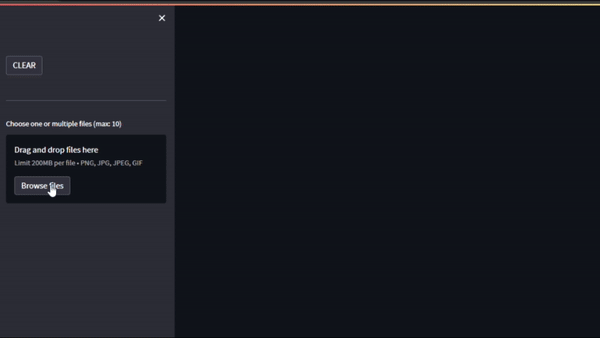 CLEAR
Choose one or multiple files (max: 10)
Drag and drop files here
Limit 200MB per file • PNG, JPG, JPEG, GIF
Browse files